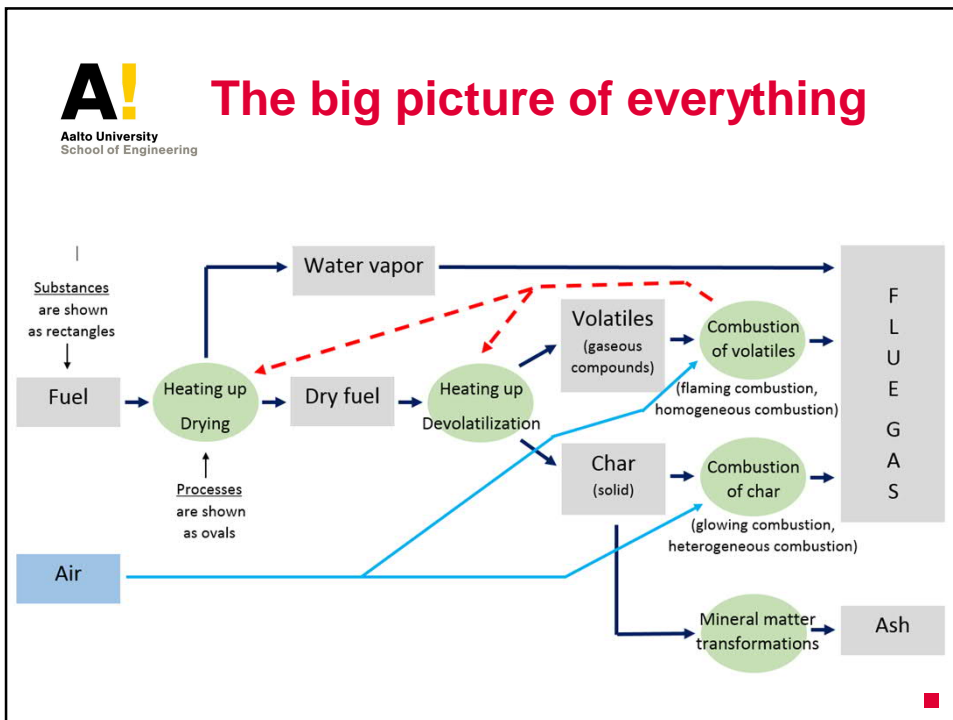 A!
Aalto University
School of Engineering
The big picture of everything
Substances
are shown
as rectangles
Fuel
Heating up
Drying
Processes
are shown
as ovals
Air
Water vapor
Dry fuel
Heating up
Devolatilization
Volatiles
(gaseous
compounds)
Char
(solid)
Combustion
of volatiles
(flaming combustion,
homogeneous combustion)
Combustion
of char
(glowing combustion,
heterogeneous combustion)
Mineral matter
transformations
F
L
U
E
G
A
S
Ash